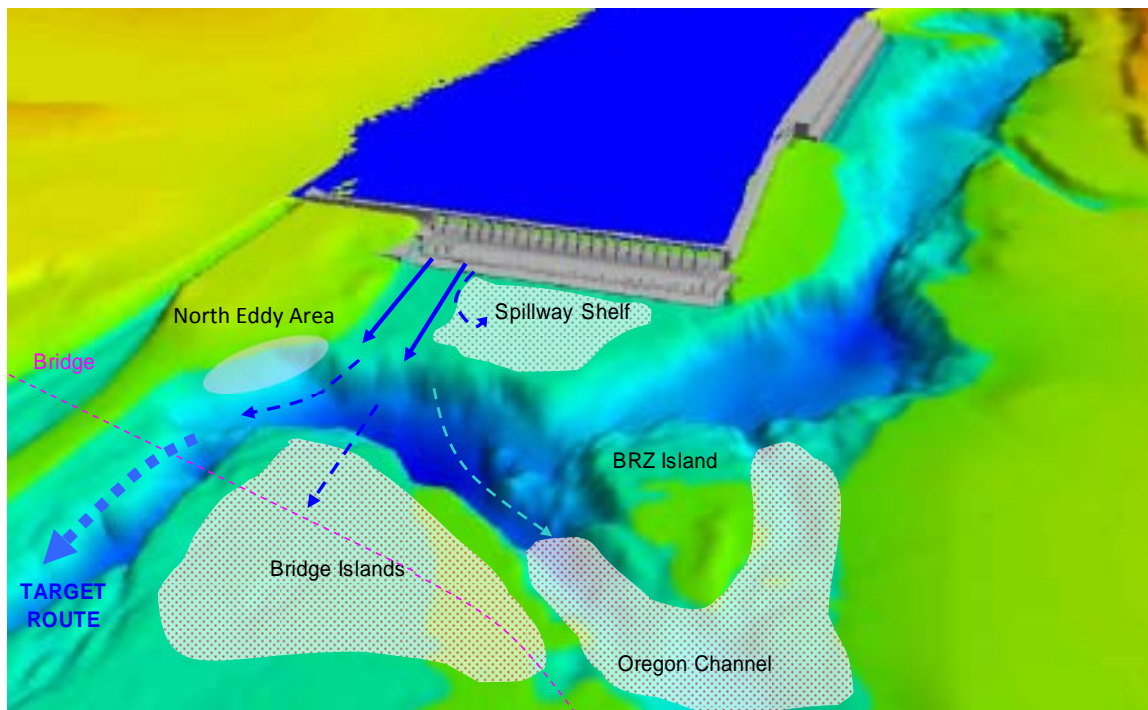 Spillway Shelf
North Eddy Area
Bridge
BRZ Island
Bridge Islands
TARGET
ROUTE
Oregon Channel